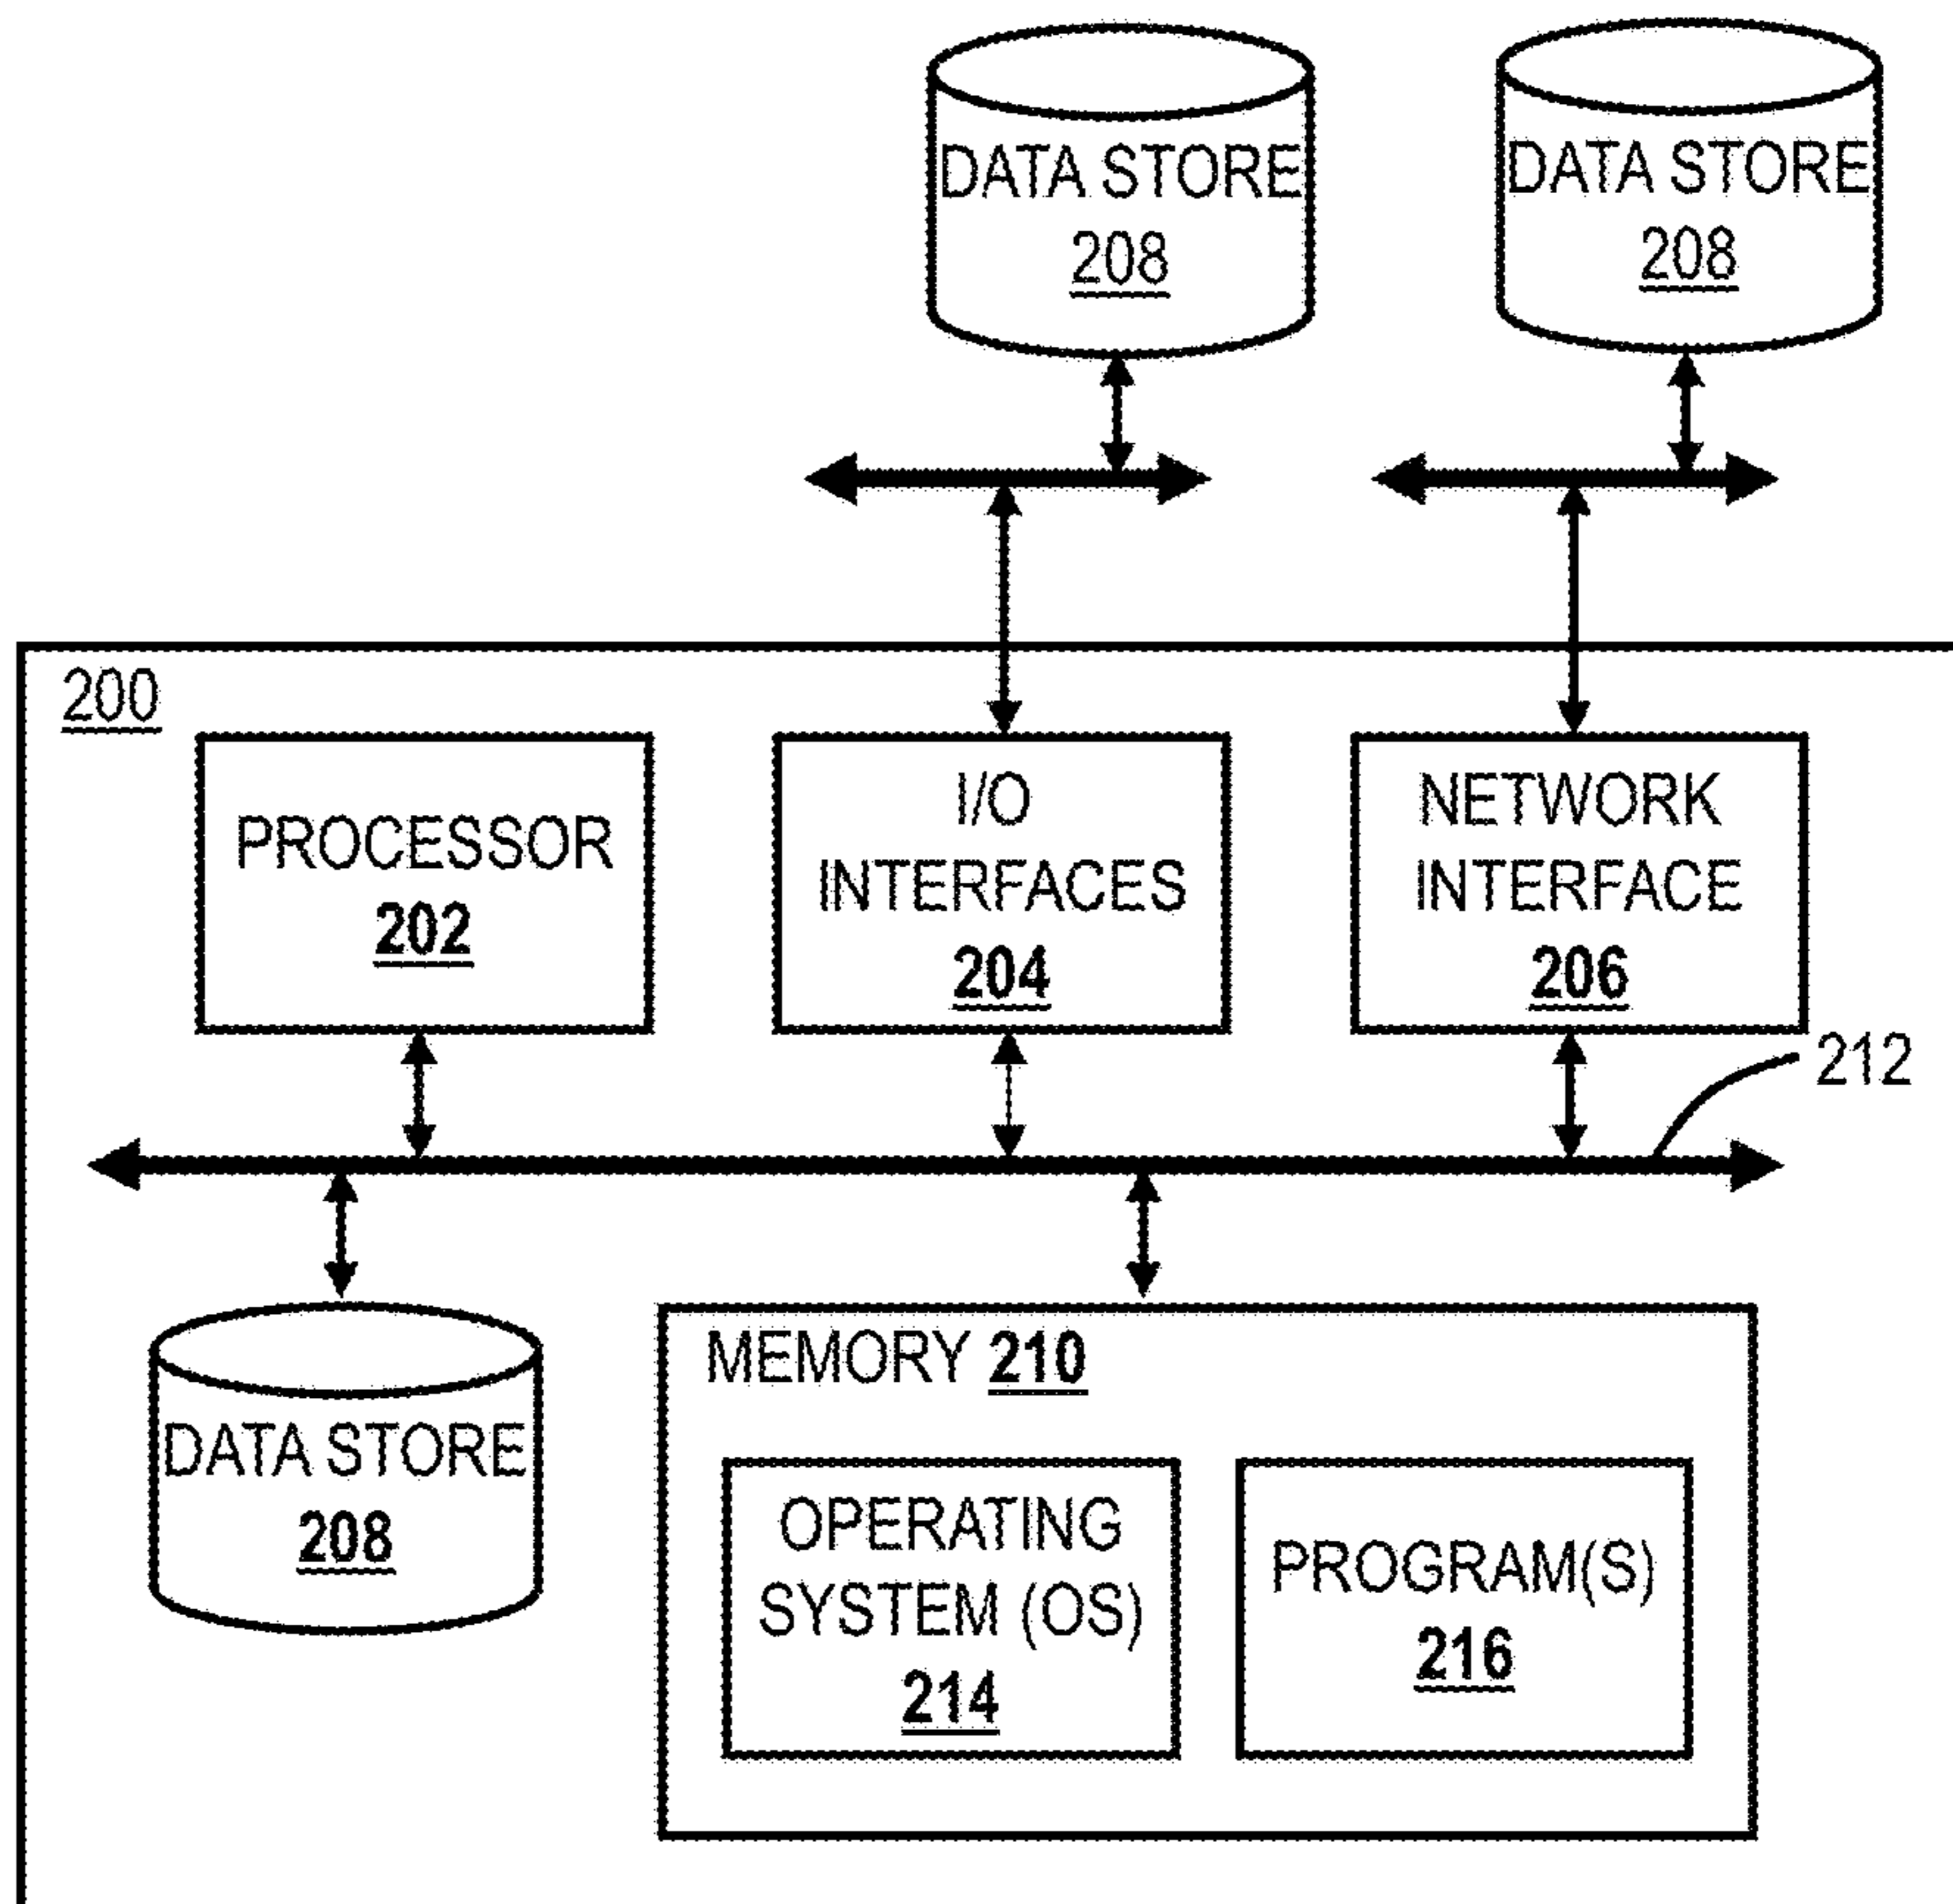 DATA STORE
208
DATA STORE
208
200
PROCESSOR
202
I/O
INTERFACES
204
NETWORK
INTERFACE
206
212
DATA STORE
208
MEMORY 210
OPERATING
SYSTEM (OS)
214
PROGRAM(S)
216